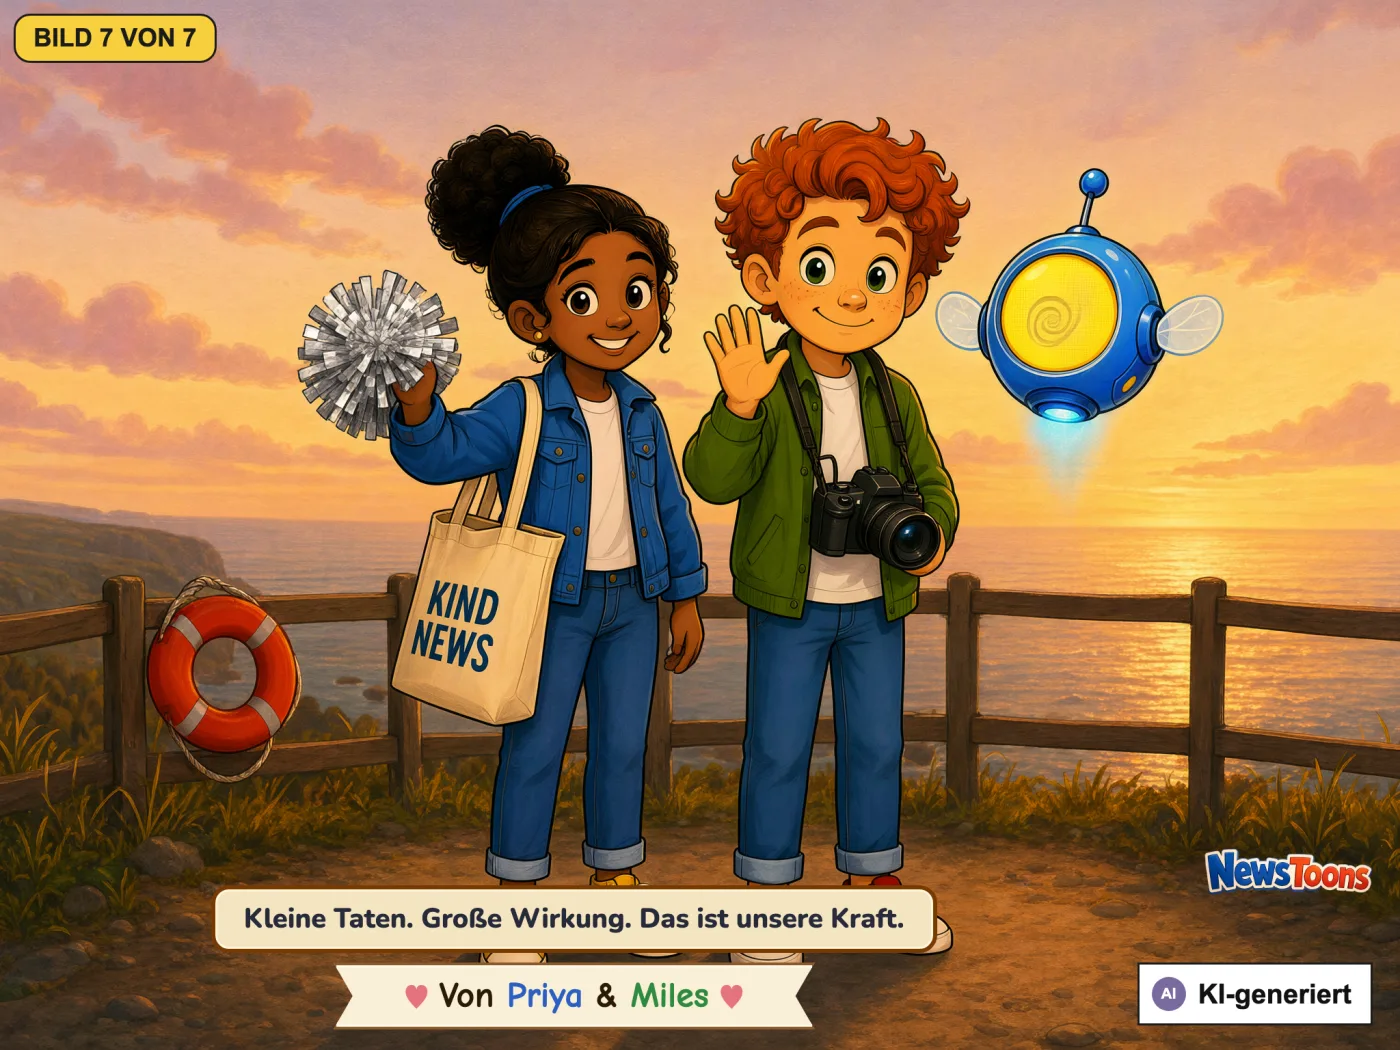 BILD 7 VON 7
KIND
NEWS
NewsToons
Kleine Taten. Große Wirkung. Das ist unsere Kraft.
Von Priya & Miles
AI KI-generiert